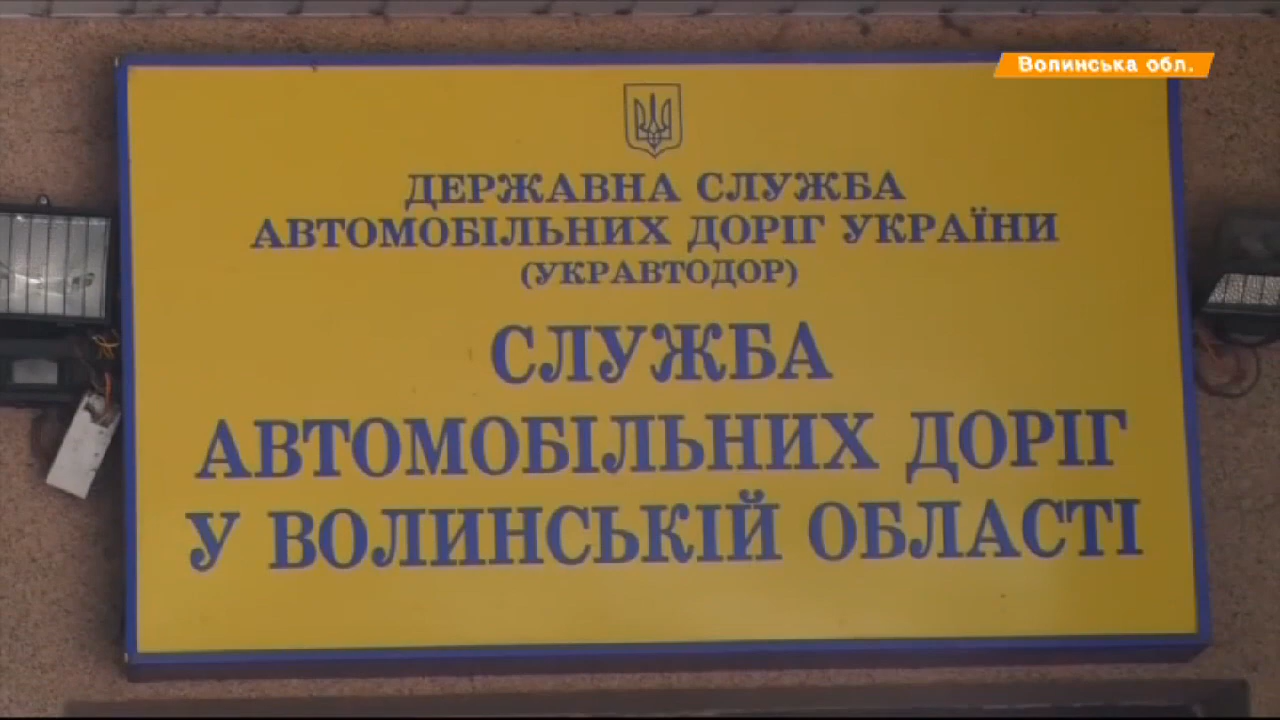 Волинська обл.
ДЕРЖАВНА СЛУЖБА
АВТОМОБІЛЬНИХ ДОРІГ УКРАЇНИ
(УКРАВТОДОР)
СЛУЖБА
АВТОМОБІЛЬНИХ ДОРІГ
У ВОЛИНСЬКІЙ ОБЛАСТІ